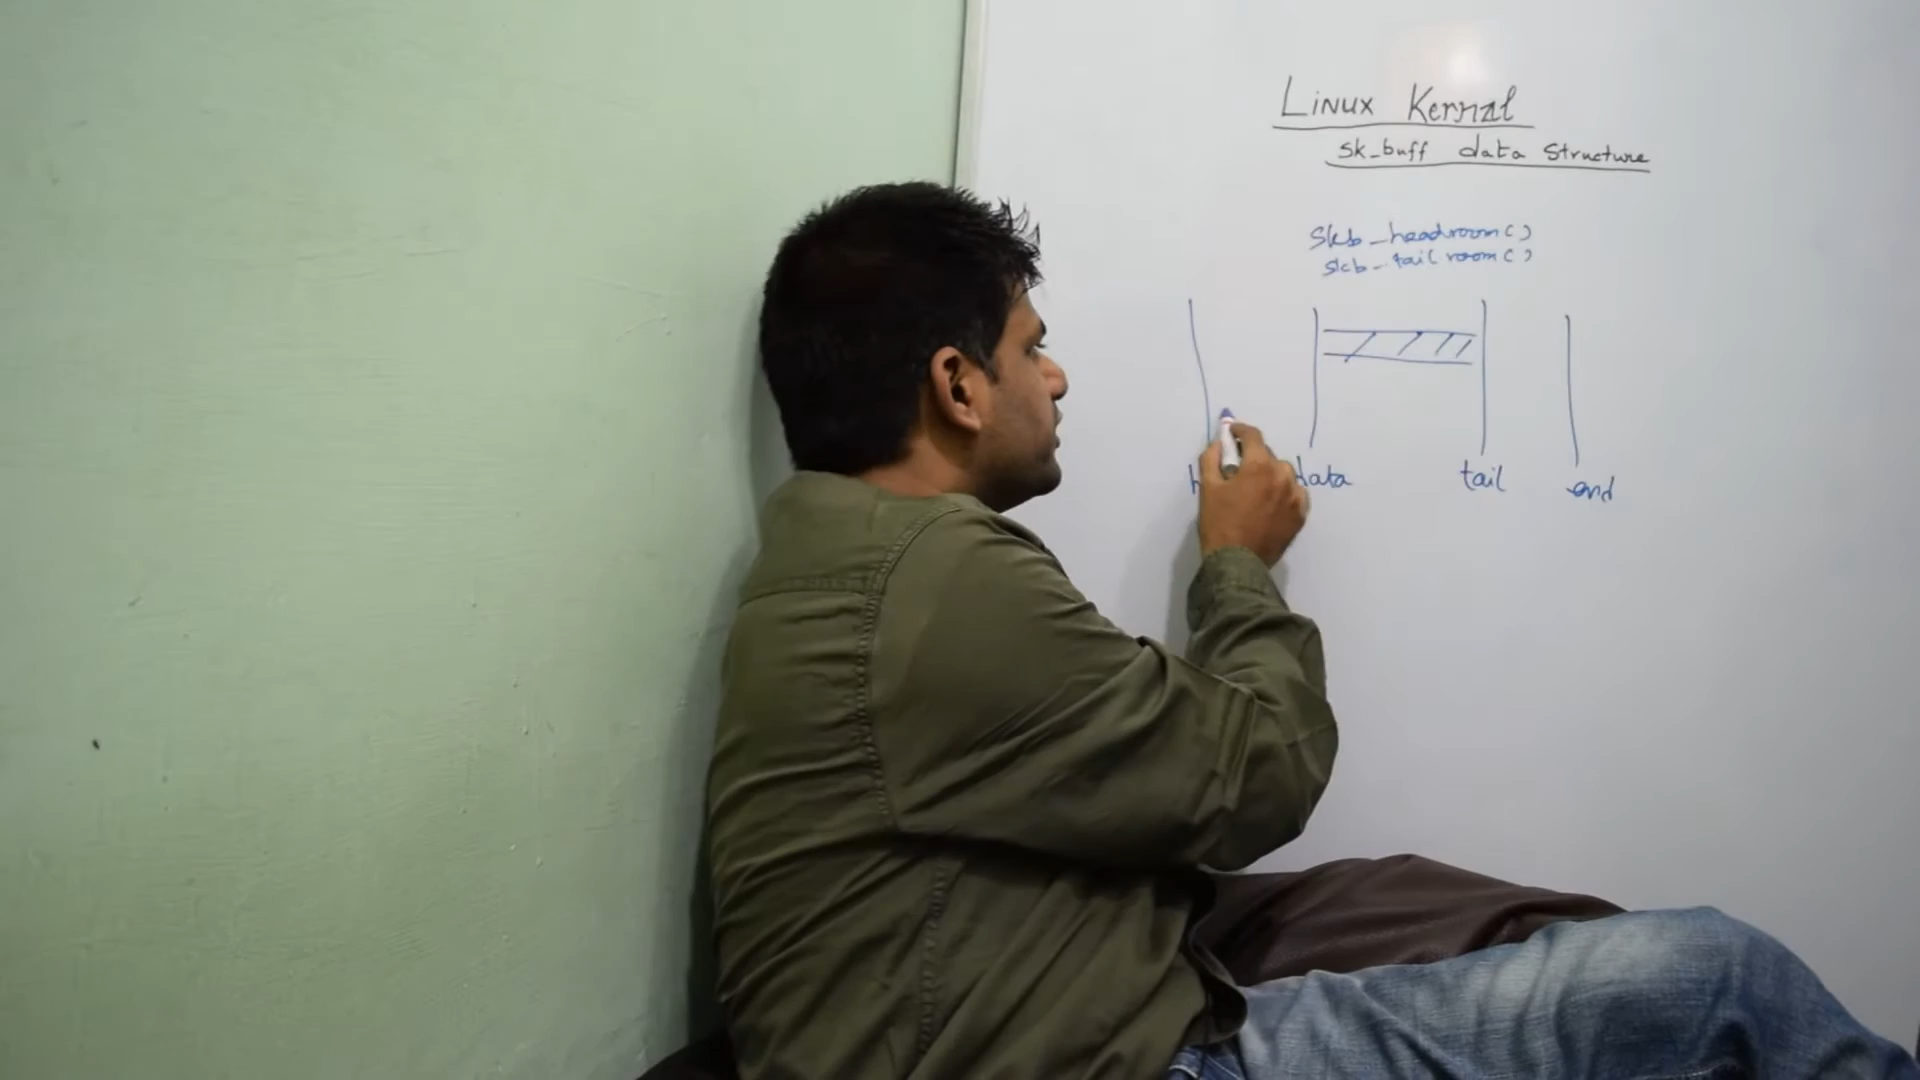 Linux Kernal
sk_buff data structure
skb_headroom()
skb_tailroom()
data tail end